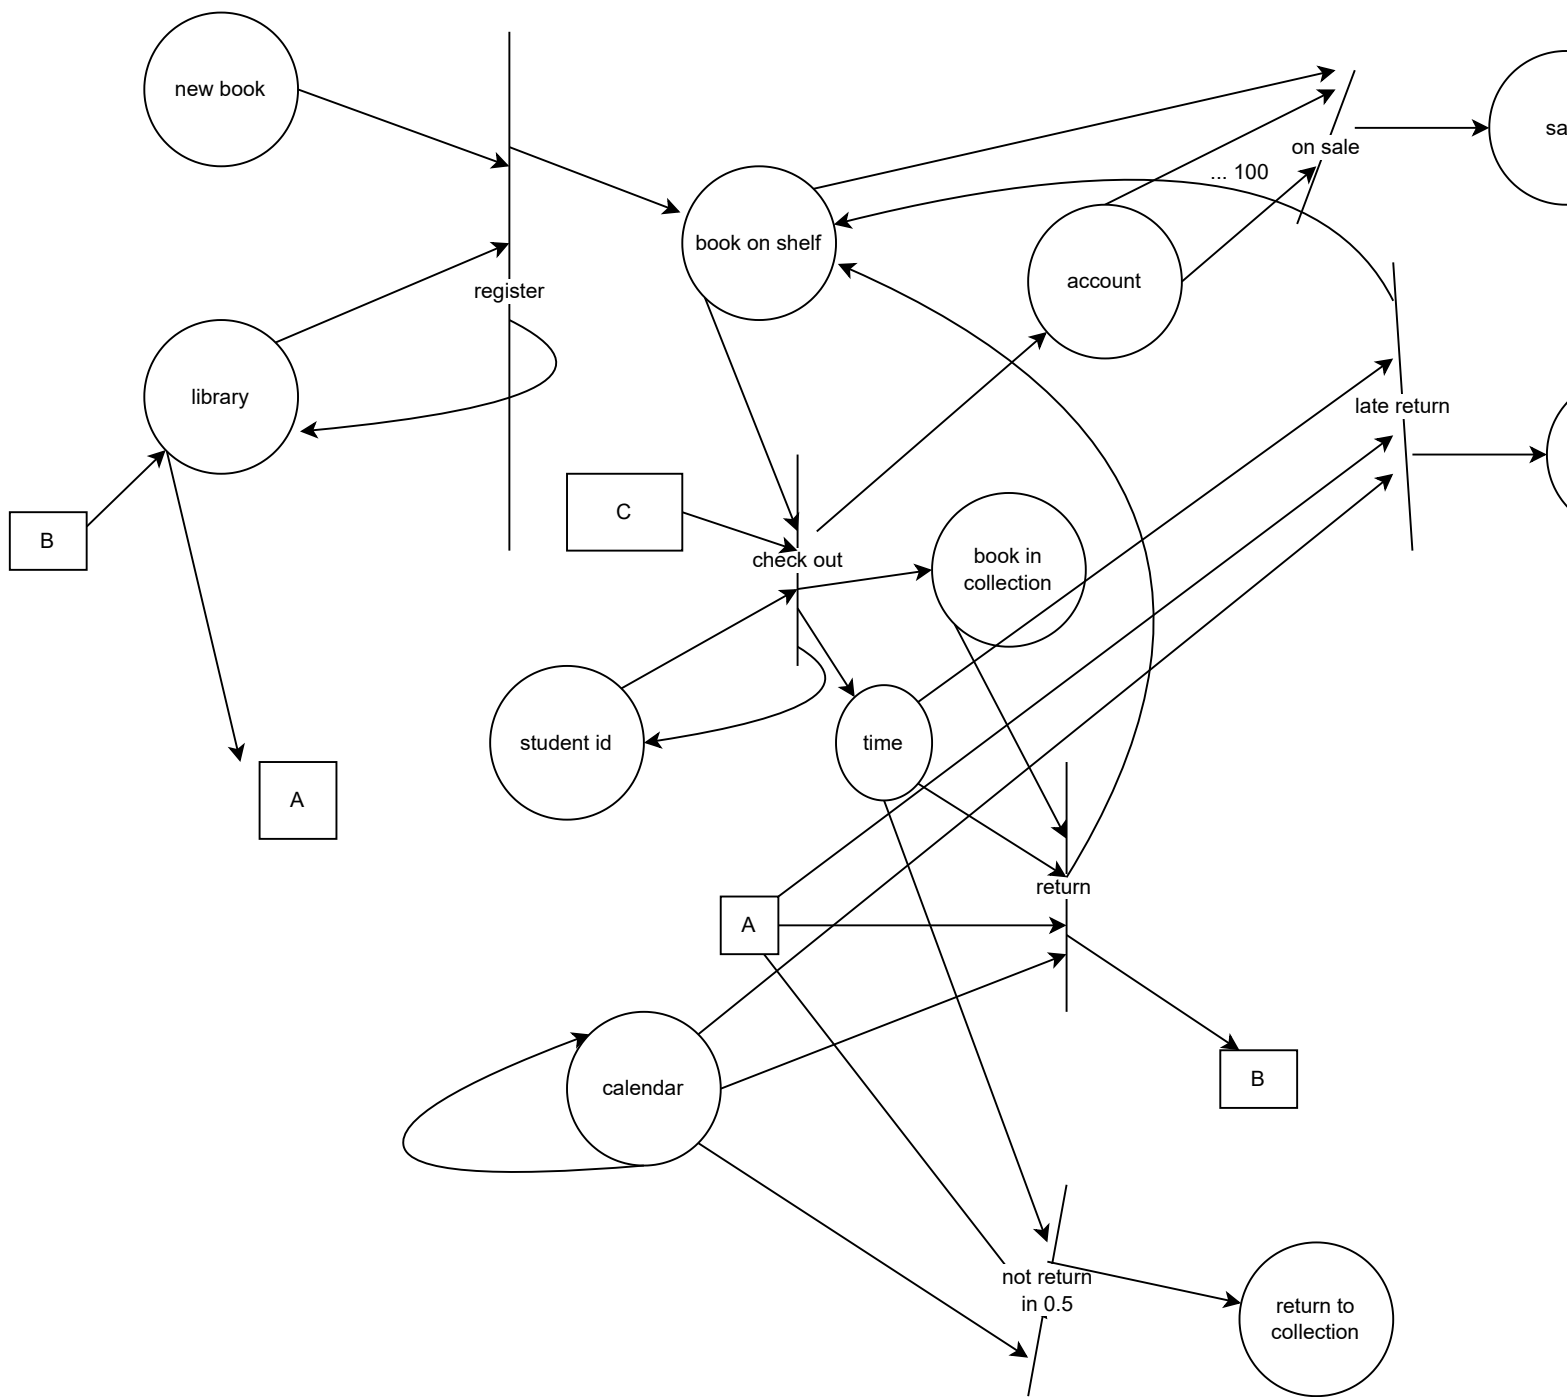 new book
on sale
... 100
book on shelf
account
register
library
late return
C
B
check out
book in
collection
student id
time
A
return
A
B
calendar
not return
in 0.5
return to
collection